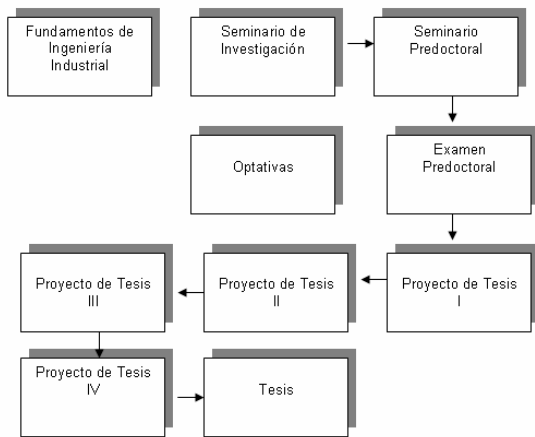 Fundamentos de
Ingeniería
Industrial
Seminario de
Investigación
Seminario
Predoctoral
Optativas
Examen
Predoctoral
Proyecto de Tesis
III
Proyecto de Tesis
II
Proyecto de Tesis
I
Proyecto de Tesis
IV
Tesis